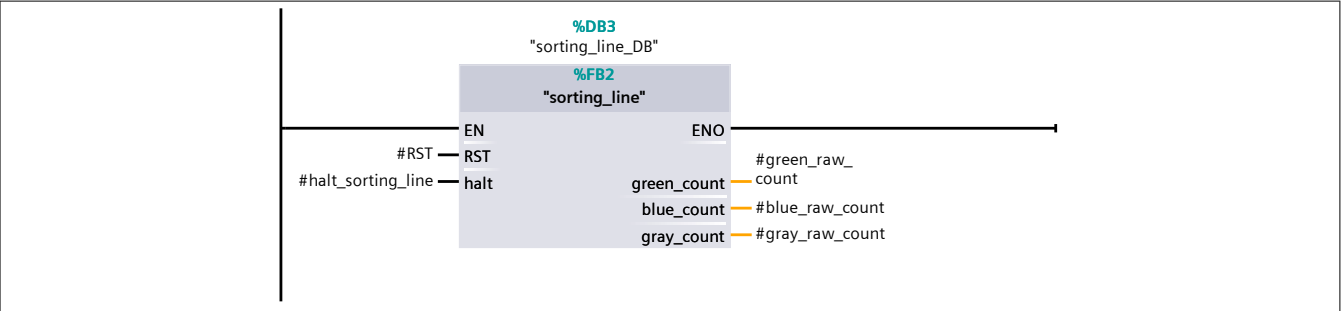 %DB3
"sorting_line_DB"
%FB2
"sorting_line"
EN
ENO
#RST
RST
#halt_sorting_line
halt
green_count
#green_raw_
count
blue_count
#blue_raw_count
gray_count
#gray_raw_count